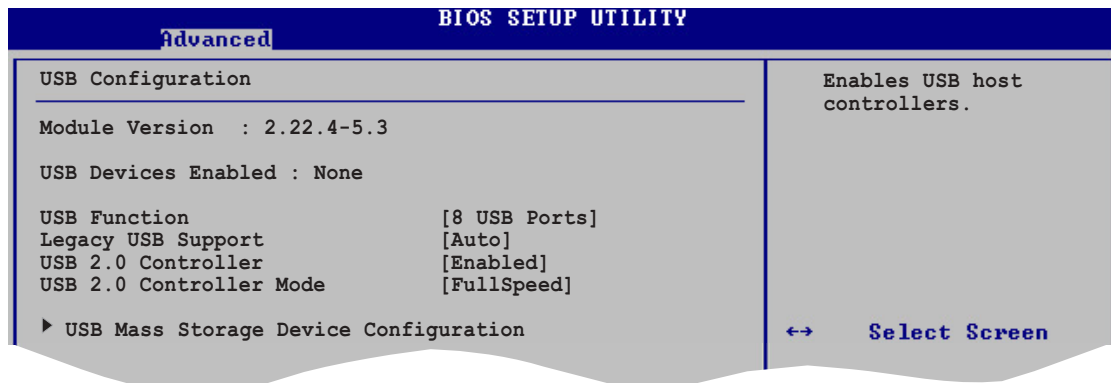 BIOS SETUP UTILITY
Advanced
USB Configuration
Module Version : 2.22.4-5.3
USB Devices Enabled : None
USB Function [8 USB Ports]
Legacy USB Support [Auto]
USB 2.0 Controller [Enabled]
USB 2.0 Controller Mode [FullSpeed]
USB Mass Storage Device Configuration
Enables USB host
controllers.
↔ Select Screen